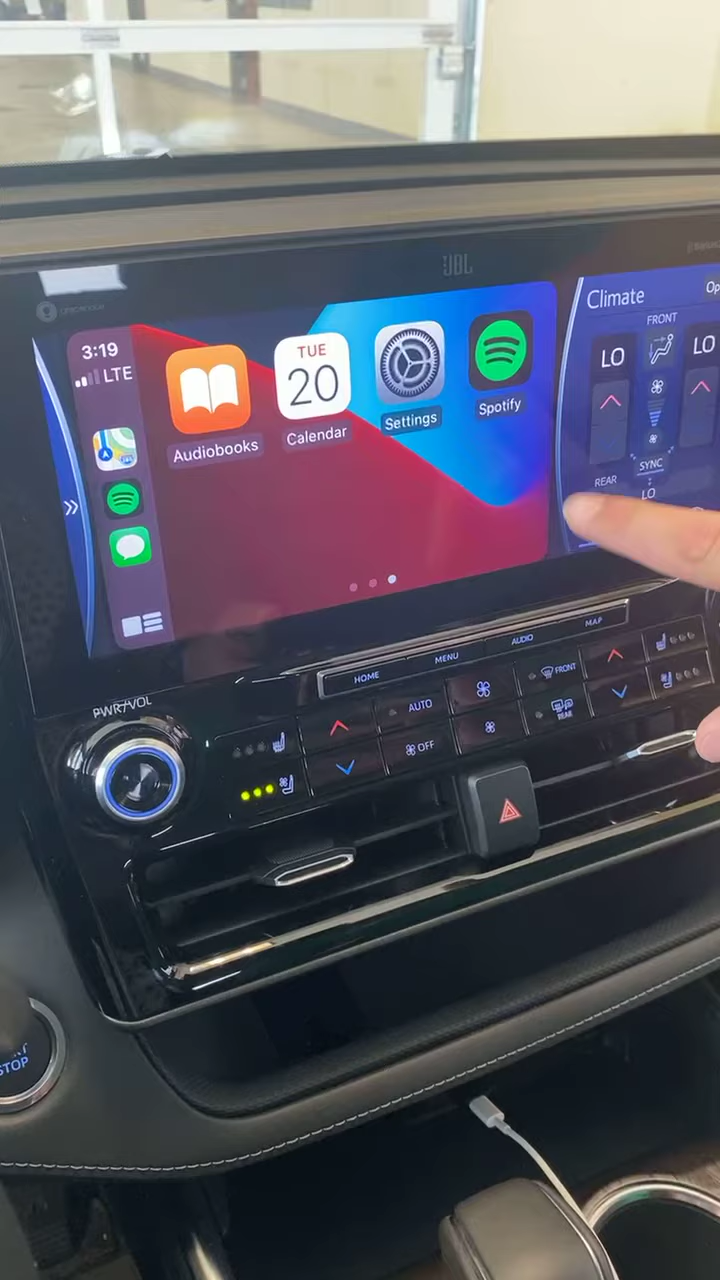 JBL
Climate
Op
FRONT
3:19
LTE
TUE
20
LO
LO
Audiobooks
Calendar
Settings
Spotify
SYNC
REAR
LO
»
HOME
MENU
AUDIO
MAP
PWR/VOL
AUTO
FRONT
OFF
REAR
STOP